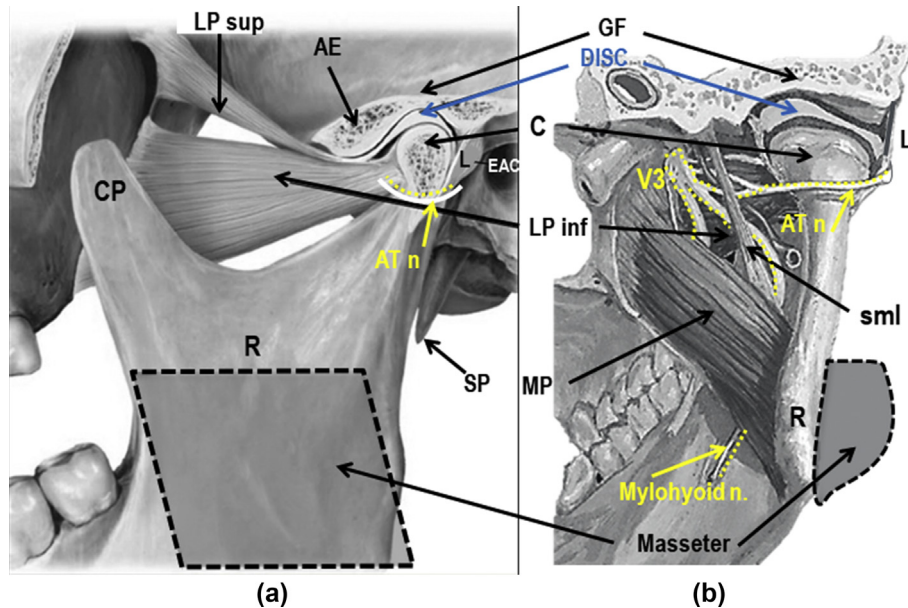 LP sup
AE
GF
DISC
C
L
EAC
L
CP
V3
LP inf
AT n
AT n
sml
R
SP
MP
R
Mylohyoid n.
Masseter
(a)
(b)